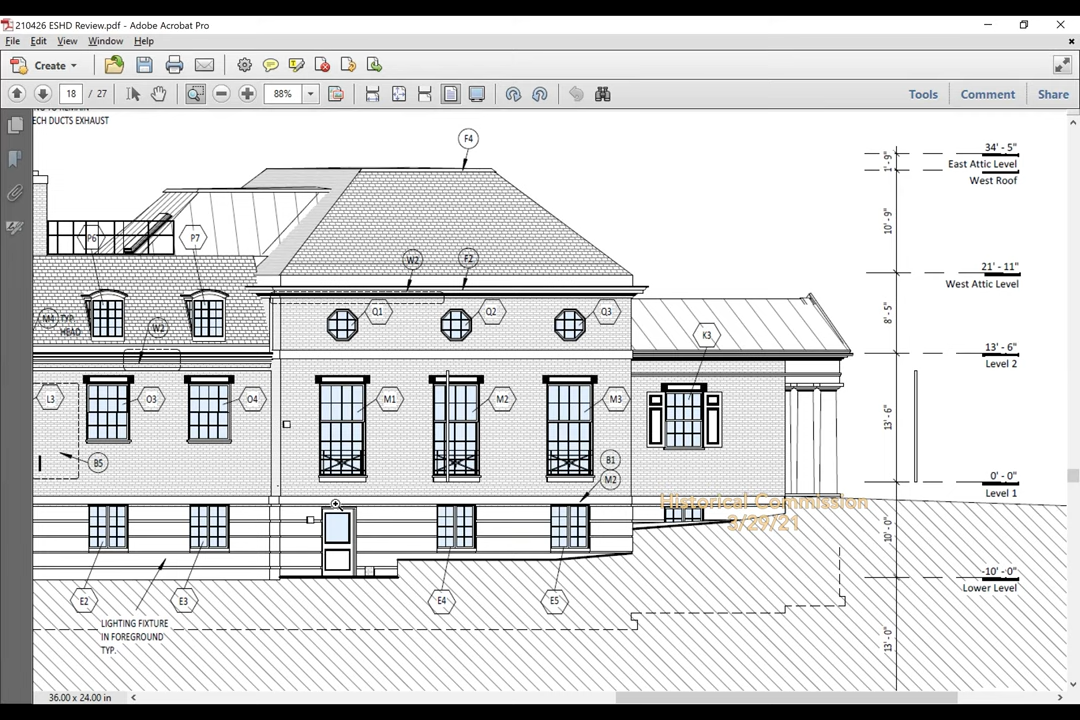 210426 ESHD Review.pdf - Adobe Acrobat Pro
File Edit View Window Help
Create
18 / 27 88% Tools Comment Share
ECH DUCTS EXHAUST
F4
34' - 5"
East Attic Level
West Roof
1' - 9"
10' - 9"
P6 P7
W2 F2
21' - 11"
West Attic Level
8' - 5"
M4 TYP.
HEAD
W2
Q1 Q2 Q3
K3
13' - 6"
Level 2
L3 O3 O4 M1 M2 M3
13' - 6"
B5
B1
M2
0' - 0"
Level 1
Historical Commission
3/29/21
10' - 0"
-10' - 0"
Lower Level
E2 E3 E4 E5
LIGHTING FIXTURE
IN FOREGROUND
TYP.
13' - 0"
36.00 x 24.00 in